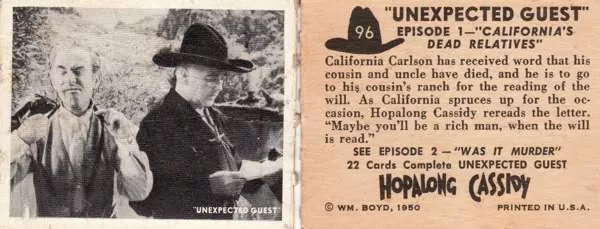 "UNEXPECTED GUEST"
96
"UNEXPECTED GUEST"
EPISODE 1—"CALIFORNIA'S
DEAD RELATIVES"
California Carlson has received word that his
cousin and uncle have died, and he is to go
to his cousin's ranch for the reading of the
will. As California spruces up for the oc-
casion, Hopalong Cassidy rereads the letter.
"Maybe you'll be a rich man, when the will
is read."
SEE EPISODE 2 —"WAS IT MURDER"
22 Cards Complete UNEXPECTED GUEST
HOPALONG CASSIDY
© WM. BOYD, 1950
PRINTED IN U.S.A.